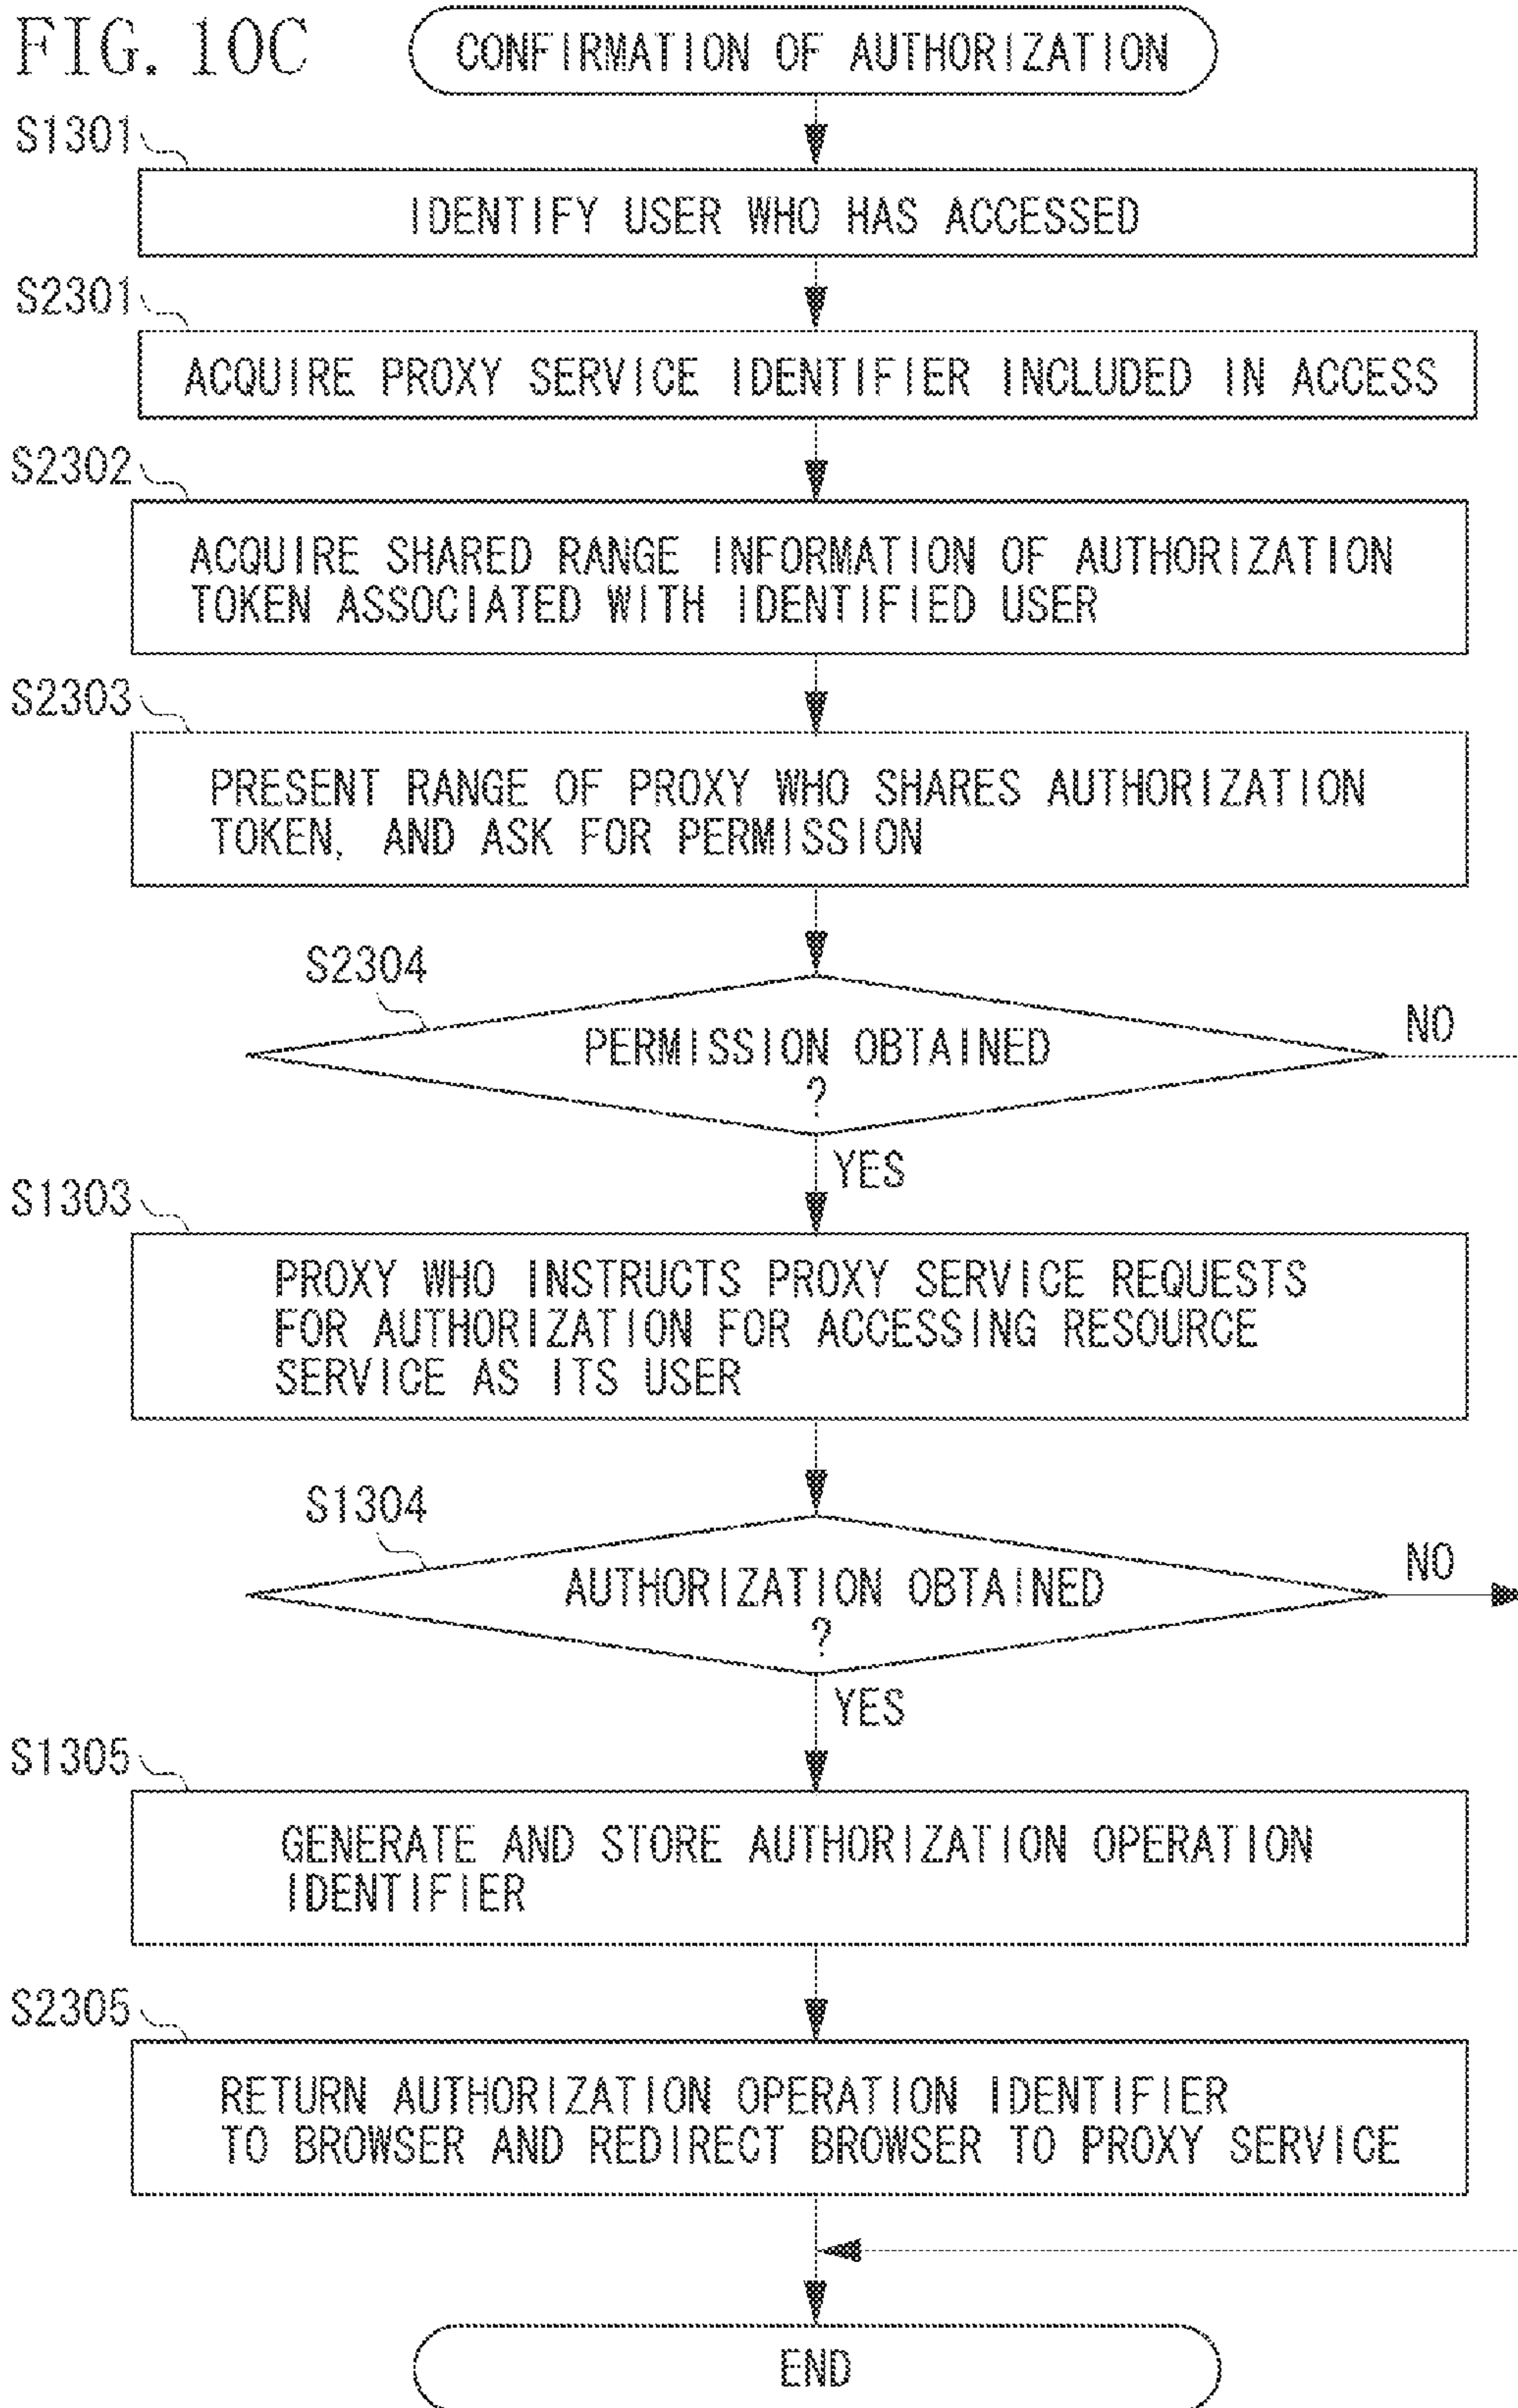 FIG. 10C
CONFIRMATION OF AUTHORIZATION
S1301
IDENTIFY USER WHO HAS ACCESSED
S2301
ACQUIRE PROXY SERVICE IDENTIFIER INCLUDED IN ACCESS
S2302
ACQUIRE SHARED RANGE INFORMATION OF AUTHORIZATION
TOKEN ASSOCIATED WITH IDENTIFIED USER
S2303
PRESENT RANGE OF PROXY WHO SHARES AUTHORIZATION
TOKEN, AND ASK FOR PERMISSION
S2304
PERMISSION OBTAINED
?
NO
YES
S1303
PROXY WHO INSTRUCTS PROXY SERVICE REQUESTS
FOR AUTHORIZATION FOR ACCESSING RESOURCE
SERVICE AS ITS USER
S1304
AUTHORIZATION OBTAINED
?
NO
YES
S1305
GENERATE AND STORE AUTHORIZATION OPERATION
IDENTIFIER
S2305
RETURN AUTHORIZATION OPERATION IDENTIFIER
TO BROWSER AND REDIRECT BROWSER TO PROXY SERVICE
END